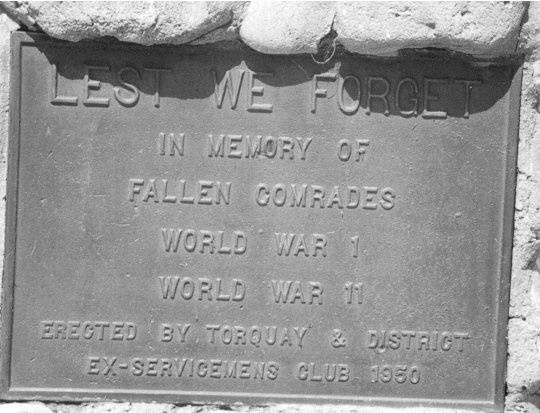 LEST WE FORGET
IN MEMORY OF
FALLEN COMRADES
WORLD WAR 1
WORLD WAR 11
ERECTED BY TORQUAY & DISTRICT
EX-SERVICEMENS CLUB 1950